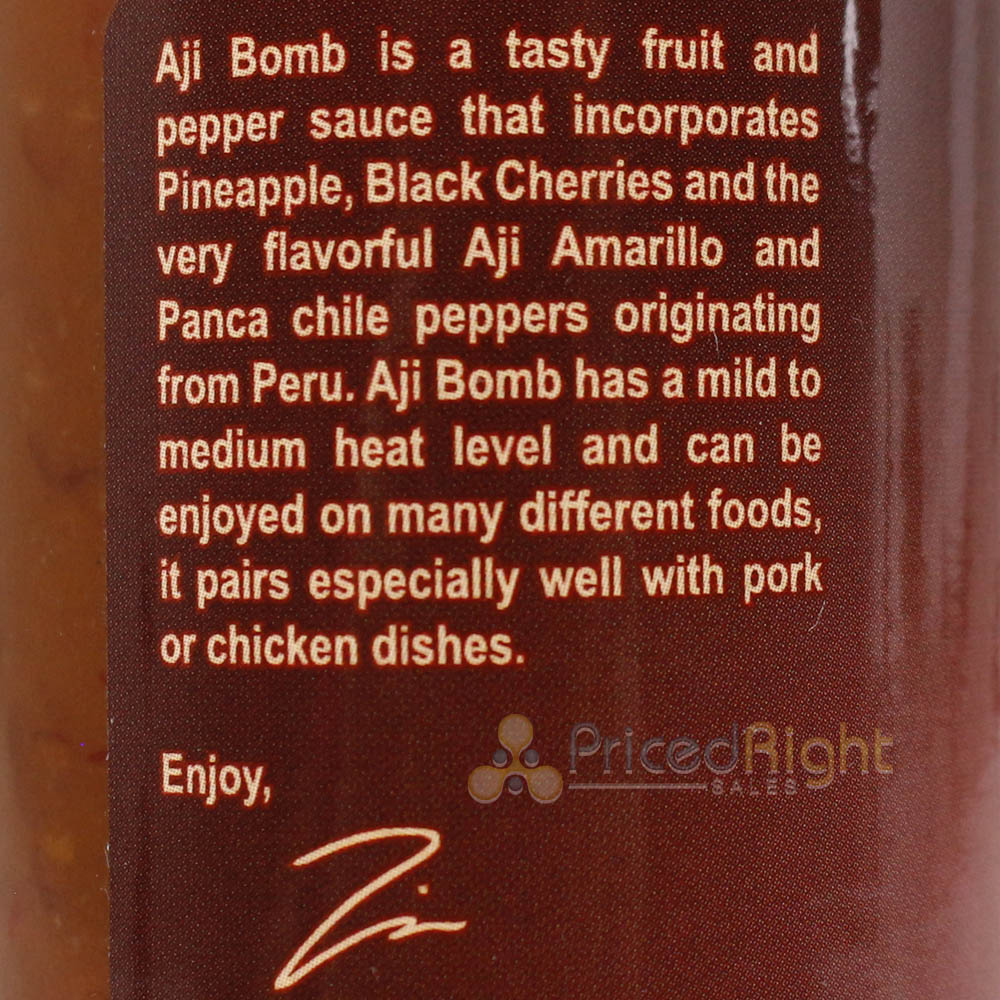 Aji Bomb is a tasty fruit and
pepper sauce that incorporates
Pineapple, Black Cherries and the
very flavorful Aji Amarillo and
Panca chile peppers originating
from Peru. Aji Bomb has a mild to
medium heat level and can be
enjoyed on many different foods,
it pairs especially well with pork
or chicken dishes.
PricedRight
SALES
Enjoy,